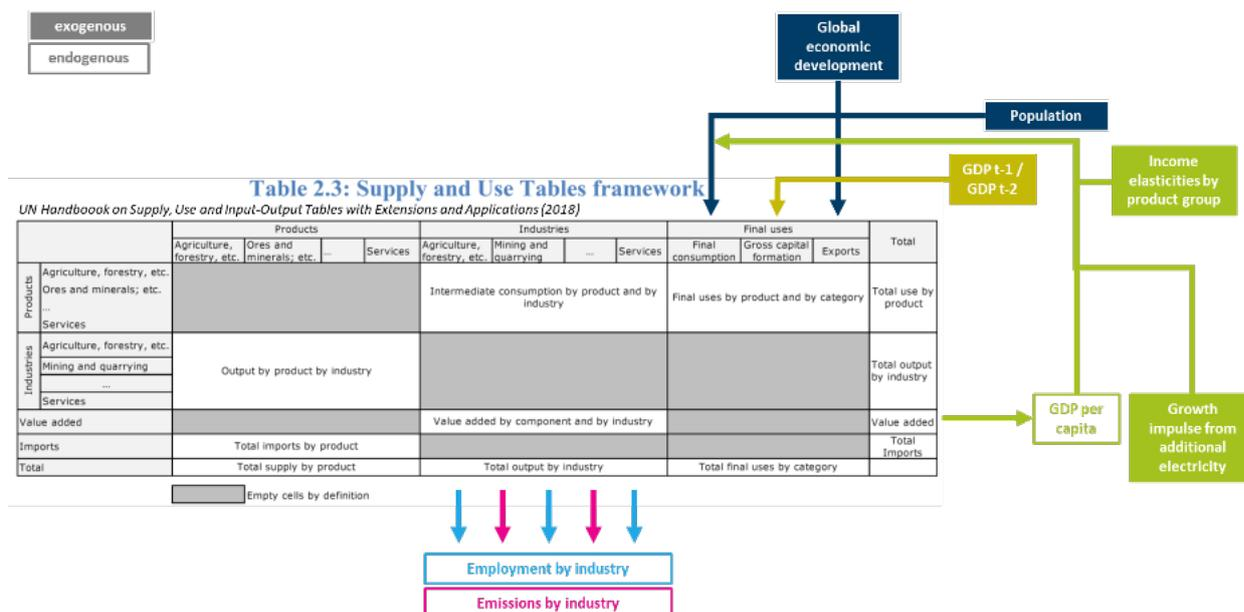 exogenous
endogenous
Global
economic
development
Population
GDP t-1 /
GDP t-2
Income
elasticities by
product group
Table 2.3: Supply and Use Tables framework
UN Handboook on Supply, Use and Input-Output Tables with Extensions and Applications (2018)
Products Industries Final uses Total
Agriculture, forestry, etc. Ores and minerals; etc. ... Services Agriculture, forestry, etc. Mining and quarrying ... Services Final consumption Gross capital formation Exports
Products
Agriculture, forestry, etc.
Ores and minerals; etc.
...
Services
Intermediate consumption by product and by
industry
Final uses by product and by category
Total use by
product
Industries
Agriculture, forestry, etc.
Mining and quarrying
...
Services
Output by product by industry
Total output
by industry
Value added Value added by component and by industry Value added
Imports Total imports by product Total Imports
Total Total supply by product Total output by industry Total final uses by category
Empty cells by definition
GDP per
capita
Growth
impulse from
additional
electricity
Employment by industry
Emissions by industry